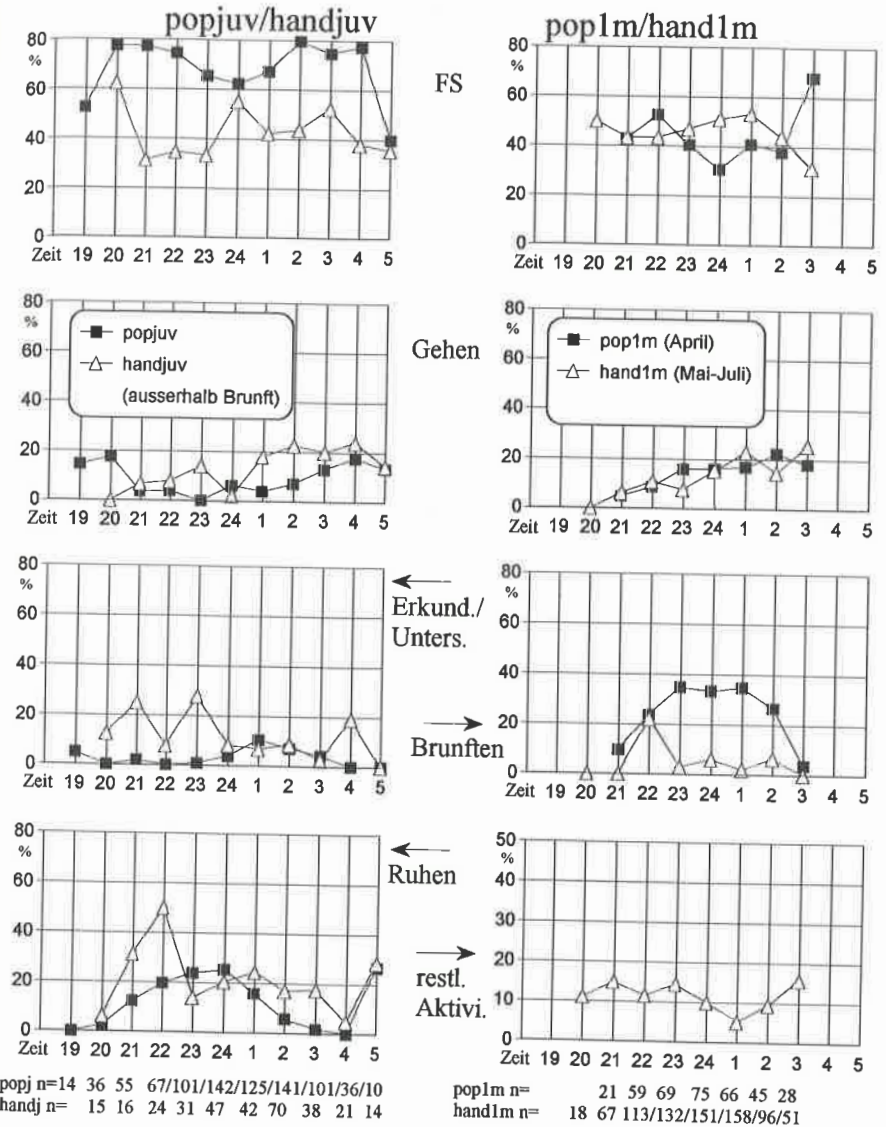 popjuv/handjuv
pop1m/hand1m
80
%
60
40
20
0
Zeit 19 20 21 22 23 24 1 2 3 4 5
FS
80
%
60
40
20
0
Zeit 19 20 21 22 23 24 1 2 3 4 5
80
%
60
40
20
0
popjuv
handjuv
(ausserhalb Brunft)
Zeit 19 20 21 22 23 24 1 2 3 4 5
Gehen
80
%
60
40
20
0
pop1m (April)
hand1m (Mai-Juli)
Zeit 19 20 21 22 23 24 1 2 3 4 5
80
%
60
40
20
0
Zeit 19 20 21 22 23 24 1 2 3 4 5
Erkund./
Unters.
Brunften
80
%
60
40
20
0
Zeit 19 20 21 22 23 24 1 2 3 4 5
80
%
60
40
20
0
Zeit 19 20 21 22 23 24 1 2 3 4 5
Ruhen
restl.
Aktivi.
50
%
40
30
20
10
0
Zeit 19 20 21 22 23 24 1 2 3 4 5
popj n=14 36 55 67/101/142/125/141/101/36/10
handj n= 15 16 24 31 47 42 70 38 21 14
pop1m n= 21 59 69 75 66 45 28
hand1m n= 18 67 113/132/151/158/96/51